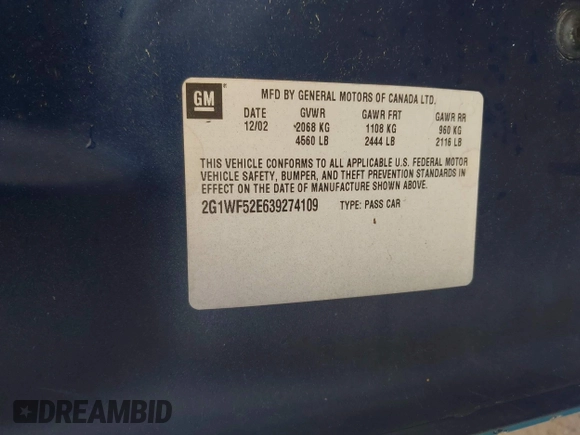 GM ®
MFD BY GENERAL MOTORS OF CANADA LTD.
DATE GVWR GAWR FRT GAWR RR
12/02 2068 KG 1108 KG 960 KG
4560 LB 2444 LB 2116 LB
THIS VEHICLE CONFORMS TO ALL APPLICABLE U.S. FEDERAL MOTOR
VEHICLE SAFETY, BUMPER, AND THEFT PREVENTION STANDARDS IN
EFFECT ON THE DATE OF MANUFACTURE SHOWN ABOVE.
2G1WF52E639274109 TYPE: PASS CAR
DREAMBID